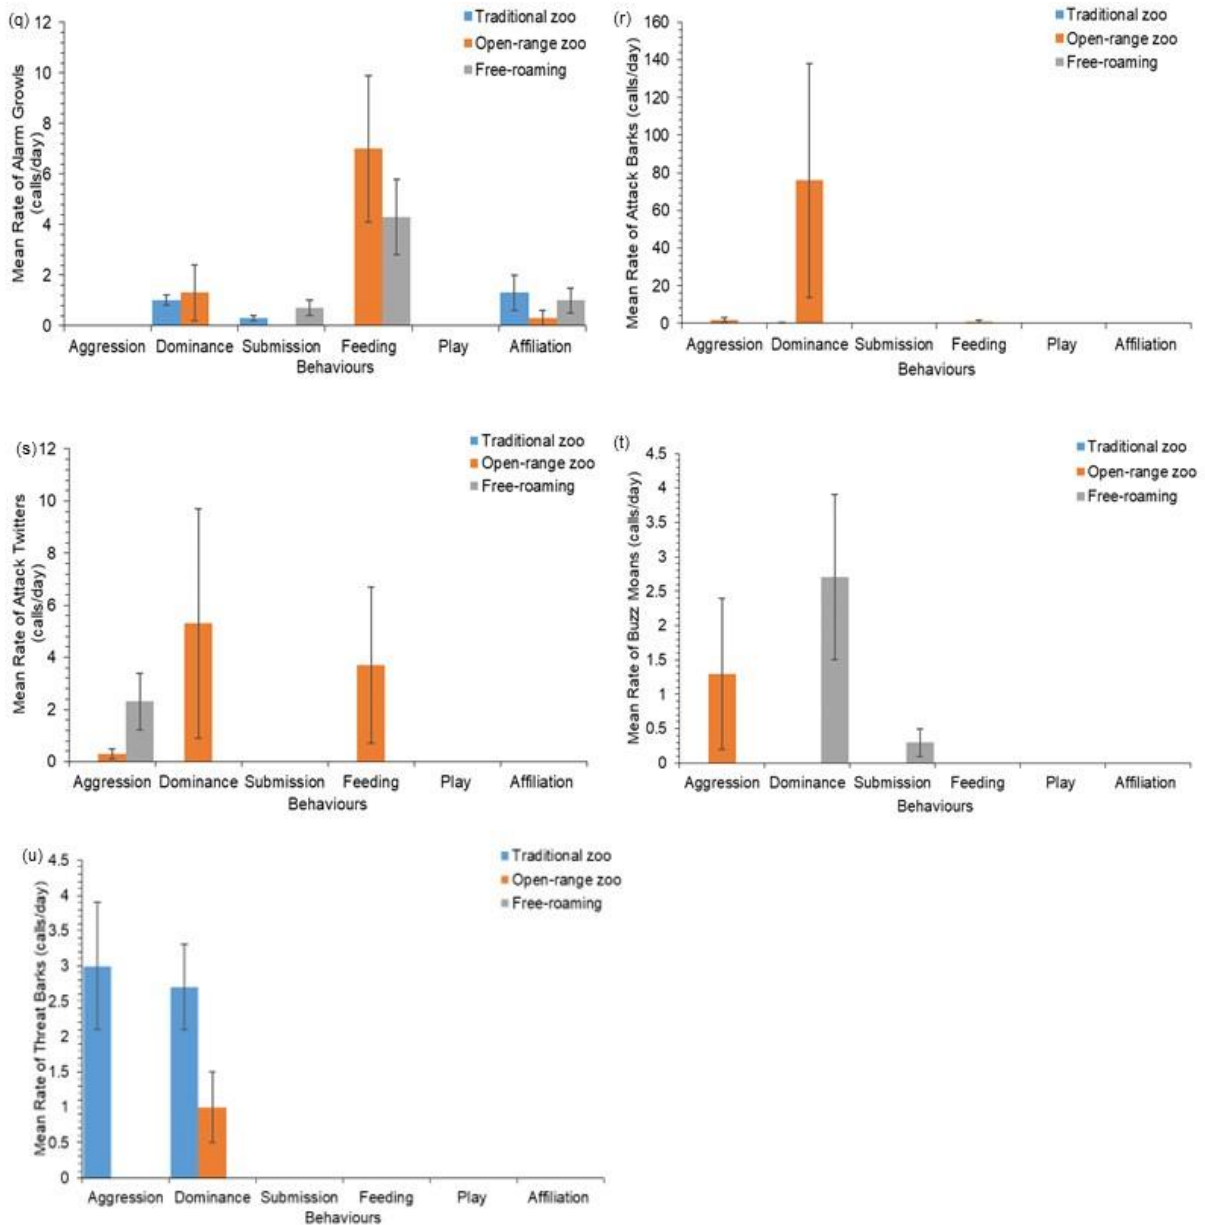 (q)
Mean Rate of Alarm Growls
(calls/day)
12
10
8
6
4
2
0
Traditional zoo
Open-range zoo
Free-roaming
Aggression Dominance Submission Feeding Play Affiliation
Behaviours
(r)
Mean Rate of Attack Barks (calls/day)
160
140
120
100
80
60
40
20
0
Traditional zoo
Open-range zoo
Free-roaming
Aggression Dominance Submission Feeding Play Affiliation
Behaviours
(s)
Mean Rate of Attack Twitters
(calls/day)
12
10
8
6
4
2
0
Traditional zoo
Open-range zoo
Free-roaming
Aggression Dominance Submission Feeding Play Affiliation
Behaviours
(t)
Mean Rate of Buzz Moans (calls/day)
4.5
4
3.5
3
2.5
2
1.5
1
0.5
0
Traditional zoo
Open-range zoo
Free-roaming
Aggression Dominance Submission Feeding Play Affiliation
Behaviours
(u)
Mean Rate of Threat Barks (calls/day)
4.5
4
3.5
3
2.5
2
1.5
1
0.5
0
Traditional zoo
Open-range zoo
Free-roaming
Aggression Dominance Submission Feeding Play Affiliation
Behaviours